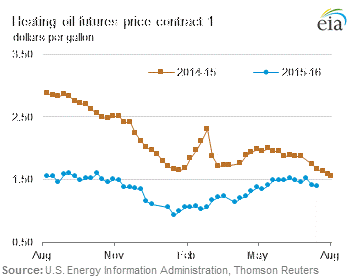 Heating oil futures price contract 1
dollars per gallon
eia
3.50
2014-15
2015-16
2.50
1.50
0.50
Aug
Nov
Feb
May
Aug
Source: U.S. Energy Information Administration, Thomson Reuters